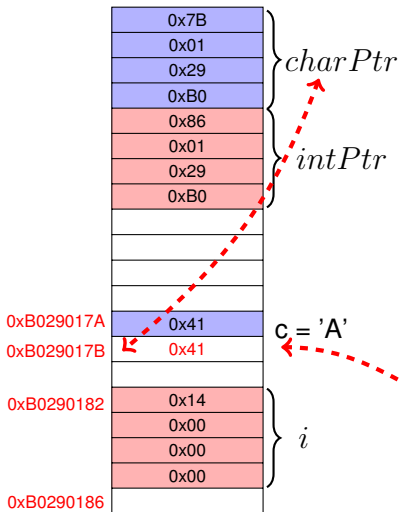 0x7B
0x01
0x29
0xB0
charPtr
0x86
0x01
0x29
0xB0
intPtr
0xB029017A 0x41 c = 'A'
0xB029017B 0x41
0xB0290182 0x14
0x00
0x00
0x00
i
0xB0290186